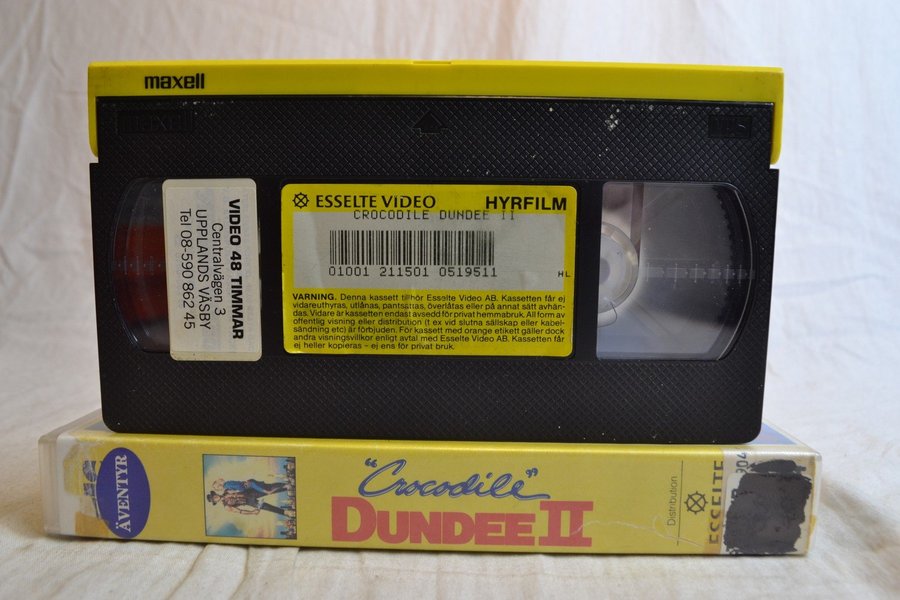 maxell
VIDEO 48 TIMMAR
Centralvägen 3
UPPLANDS VÄSBY
Tel 08-590 862 45
ESSELTE VIDEO HYRFILM
CROCODILE DUNDEE II
01001 211501 0519511 HL
VARNING. Denna kassett tillhör Esselte Video AB. Kassetten får ej
vidareuthyras, utlånas, pantsättas, överlåtas eller på annat sätt avhän-
das. Vidare är kassetten endast avsedd för privat hemmabruk. All form av
offentlig visning eller distribution (t ex vid slutna sällskap eller kabel-
sändning etc) är förbjuden. För kassett med orange etikett gäller dock
andra visningsvillkor enligt avtal med Esselte Video AB. Kassetten får
ej heller kopieras – ej ens för privat bruk.
ÄVENTYR
"Crocodile"
DUNDEE II
Distribution
ESSELTE